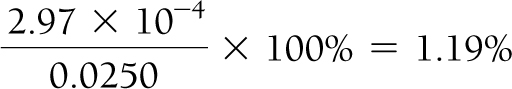 2.97 × 10⁻⁴
0.0250 × 100% = 1.19%